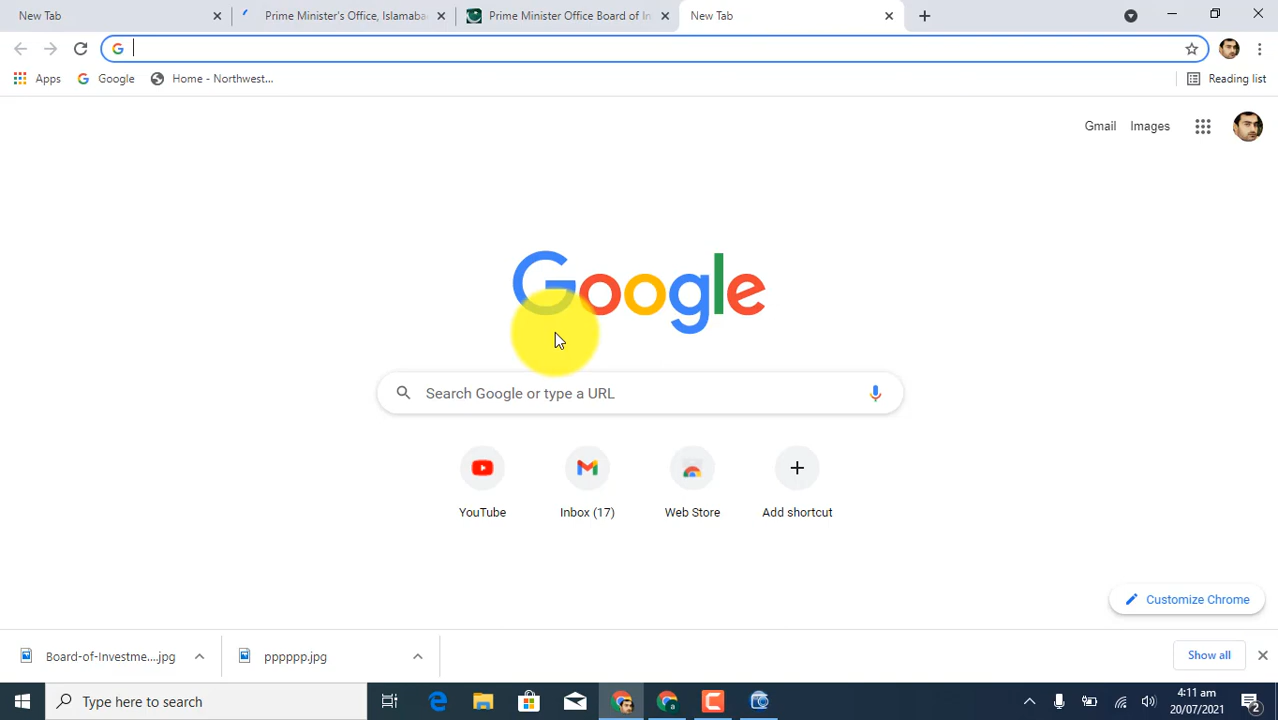 New Tab
Prime Minister's Office, Islamaba
Prime Minister Office Board of In
New Tab
Apps
Google
Home - Northwest...
Reading list
Gmail
Images
Google
Search Google or type a URL
YouTube
Inbox (17)
Web Store
Add shortcut
Customize Chrome
Board-of-Investme....jpg
pppppp.jpg
Show all
Type here to search
4:11 am
20/07/2021
2